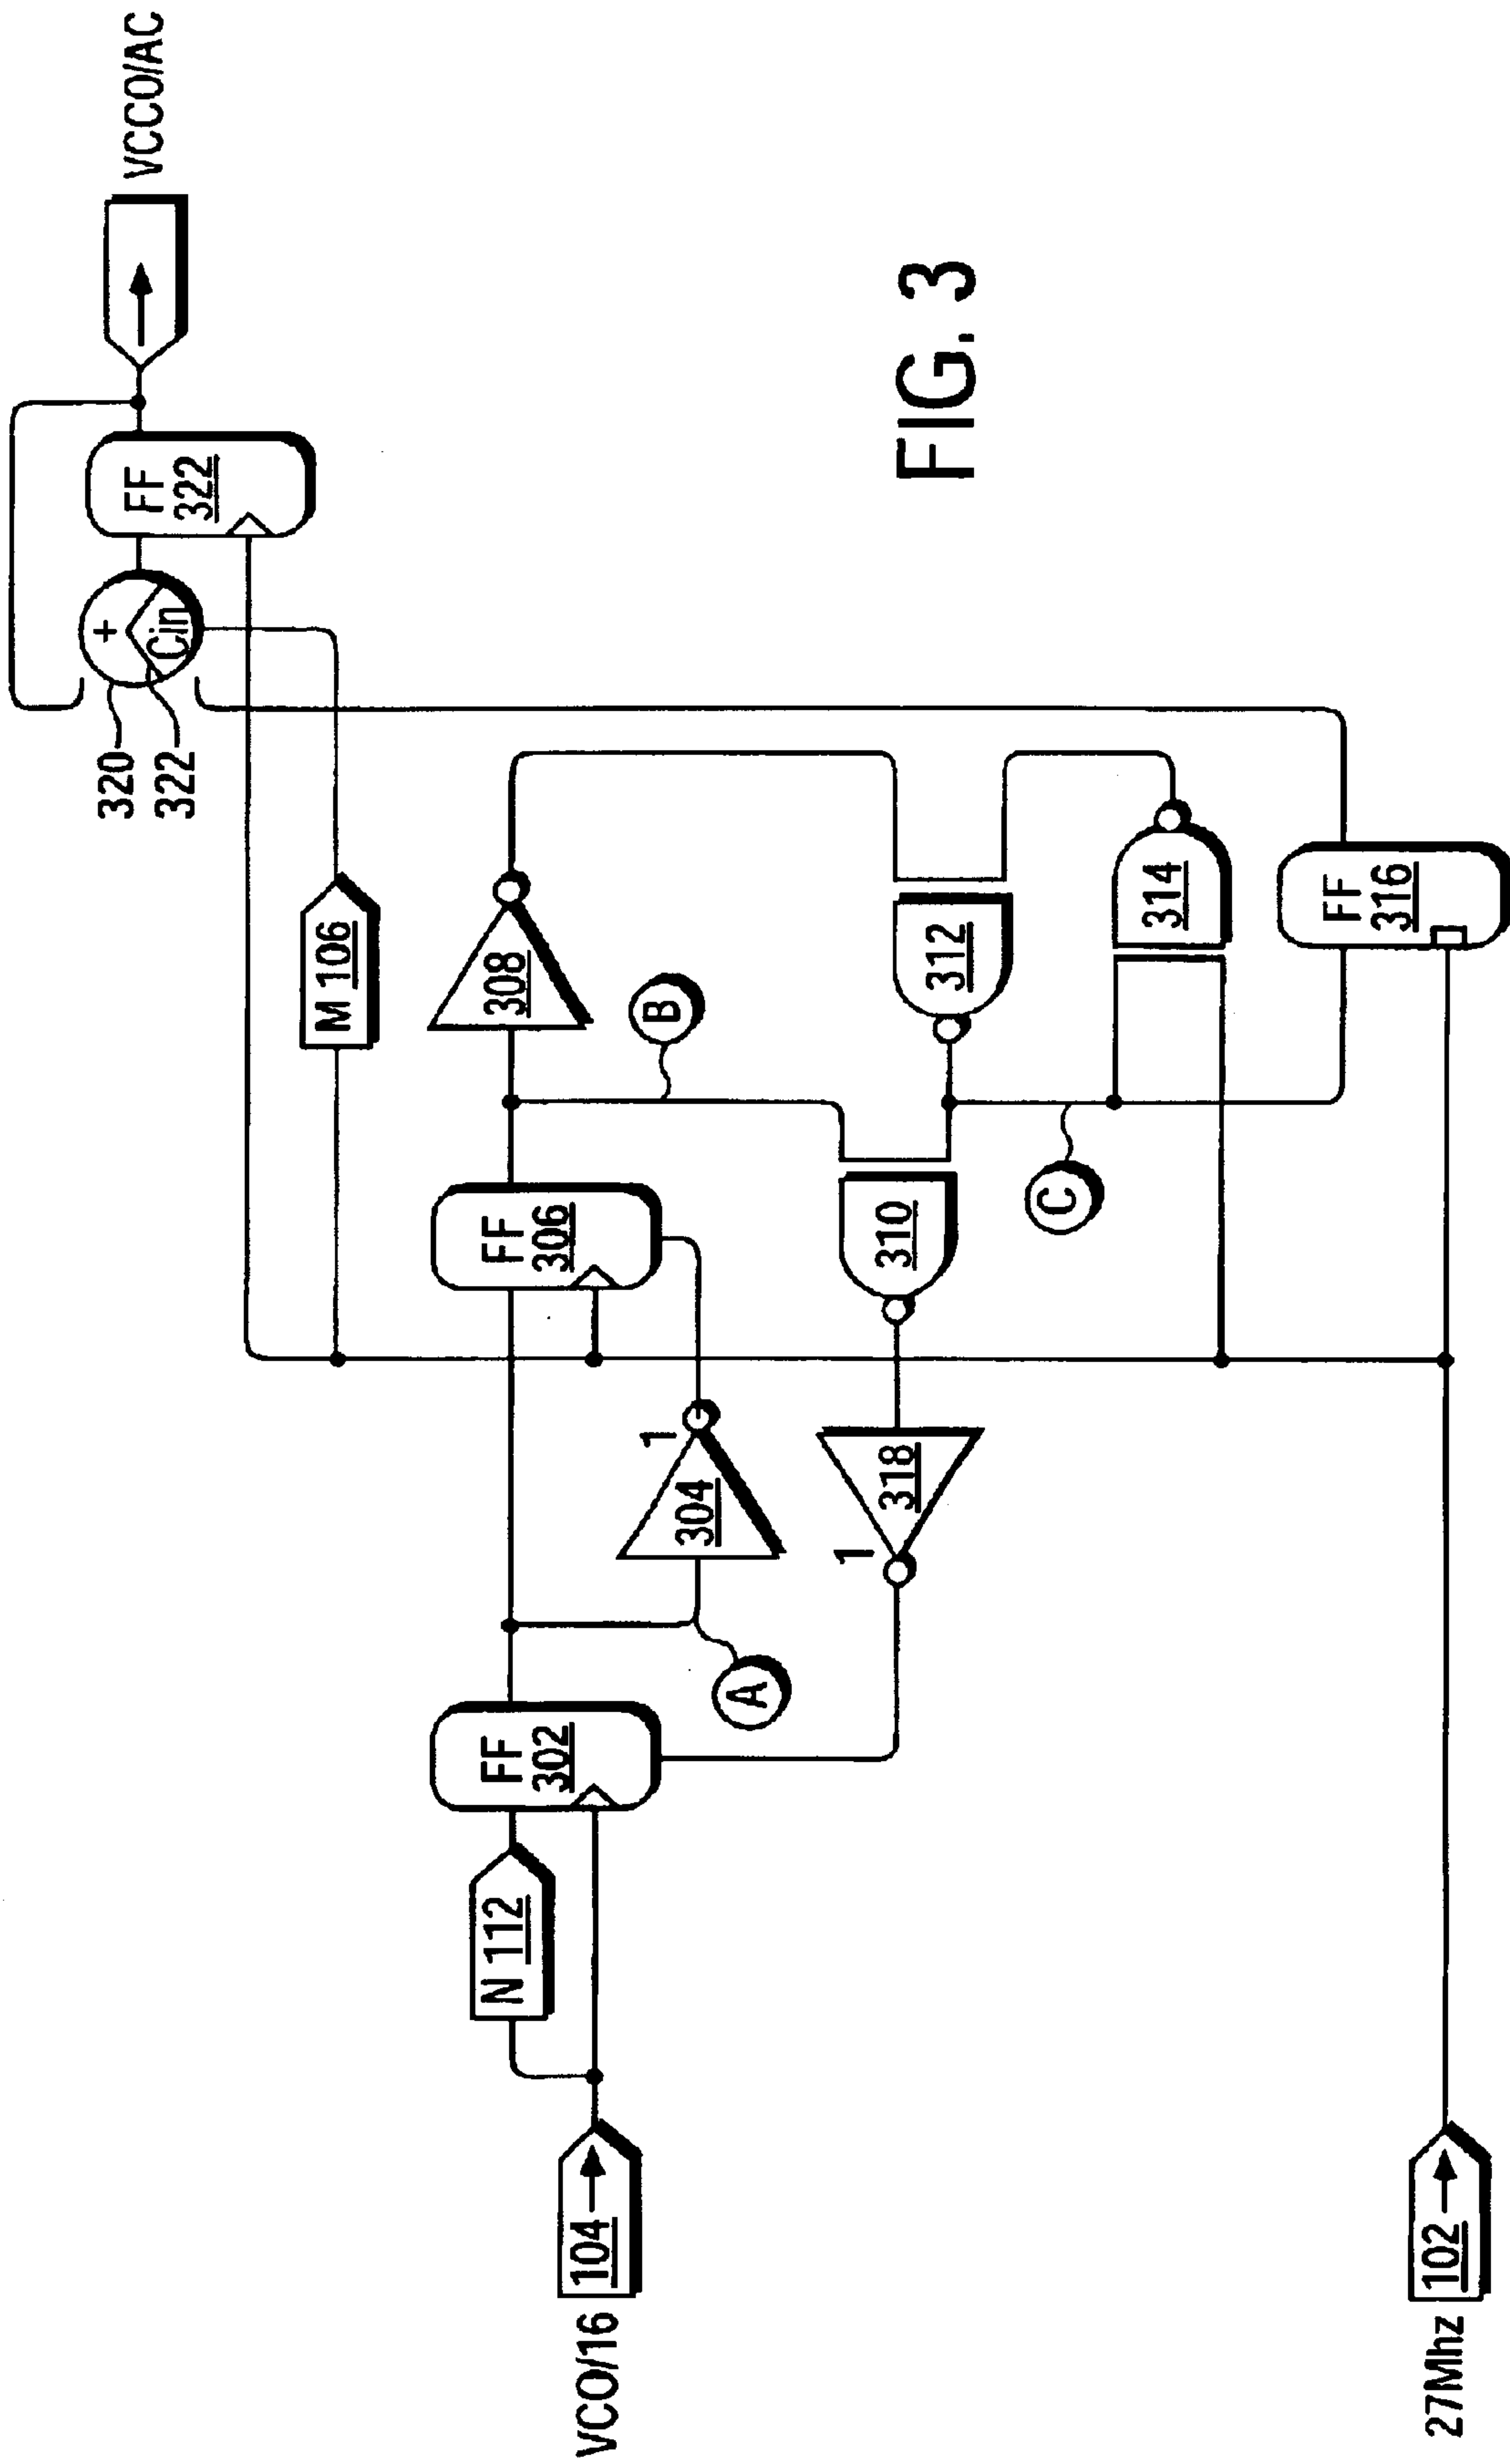 VCCO/AC
FF
322
+
Cin
320
322
M 106
308
B
312
314
FF
316
FF
306
310
C
1
304
1
318
A
FF
302
N 112
104
VCO/16
102
27Mhz
FIG. 3